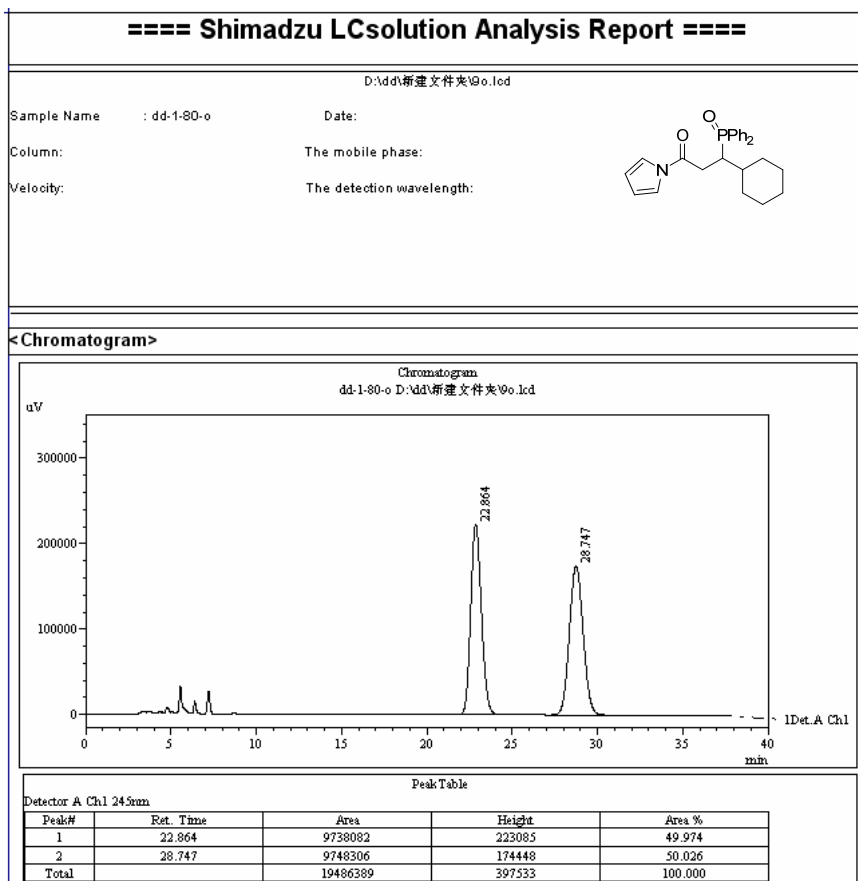 ==== Shimadzu LCsolution Analysis Report ====
D:\dd\新建文件夹\9o.lcd
Sample Name : dd-1-80-o Date:
Column: The mobile phase:
Velocity: The detection wavelength:
O
O PPh2
N
<Chromatogram>
Chromatogram
dd-1-80-o D:\dd\新建文件夹\9o.lcd
uV
300000
200000
100000
0
22.864
28.747
1Det.A Ch1
0 5 10 15 20 25 30 35 40
min
PeakTable
Detector A Ch1 245nm
Peak# Ret. Time Area Height Area %
1 22.864 9738082 223085 49.974
2 28.747 9748306 174448 50.026
Total 19486389 397533 100.000